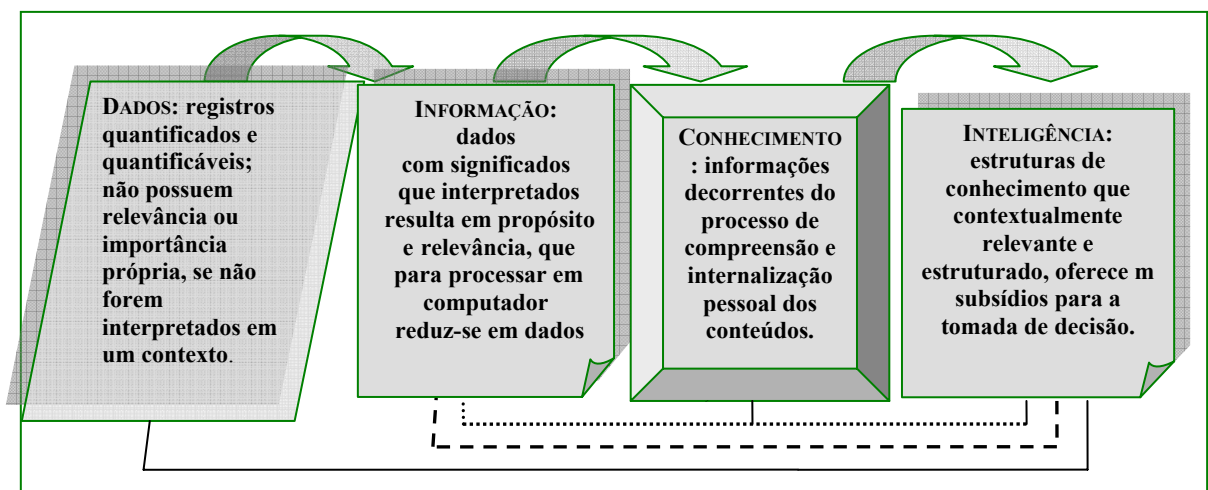 DADOS: registros
quantificados e
quantificáveis;
não possuem
relevância ou
importância
própria, se não
forem
interpretados em
um contexto.
INFORMAÇÃO:
dados
com significados
que interpretados
resulta em propósito
e relevância, que
para processar em
computador
reduz-se em dados
CONHECIMENTO
: informações
decorrentes do
processo de
compreensão e
internalização
pessoal dos
conteúdos.
INTELIGÊNCIA:
estruturas de
conhecimento que
contextualmente
relevante e
estruturado, oferece m
subsídios para a
tomada de decisão.